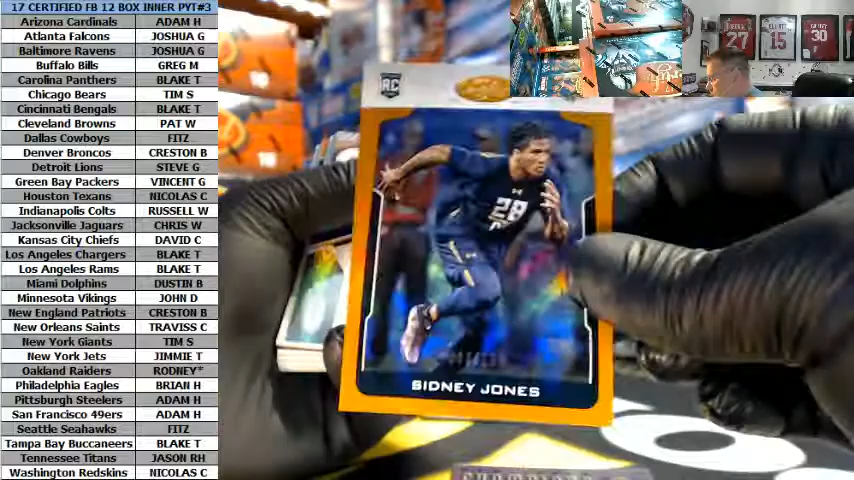 17 CERTIFIED FB 12 BOX INNER PYT#3
Arizona Cardinals ADAM H
Atlanta Falcons JOSHUA G
Baltimore Ravens JOSHUA G
Buffalo Bills GREG M
Carolina Panthers BLAKE T
Chicago Bears TIM S
Cincinnati Bengals BLAKE T
Cleveland Browns PAT W
Dallas Cowboys FITZ
Denver Broncos CRESTON B
Detroit Lions STEVE G
Green Bay Packers VINCENT G
Houston Texans NICOLAS C
Indianapolis Colts RUSSELL W
Jacksonville Jaguars CHRIS W
Kansas City Chiefs DAVID C
Los Angeles Chargers BLAKE T
Los Angeles Rams BLAKE T
Miami Dolphins DUSTIN B
Minnesota Vikings JOHN D
New England Patriots CRESTON B
New Orleans Saints TRAVISS C
New York Giants TIM S
New York Jets JIMMIE T
Oakland Raiders RODNEY*
Philadelphia Eagles BRIAN H
Pittsburgh Steelers ADAM H
San Francisco 49ers ADAM H
Seattle Seahawks FITZ
Tampa Bay Buccaneers BLAKE T
Tennessee Titans JASON RH
Washington Redskins NICOLAS C
RC
28
SIDNEY JONES
27
15
30